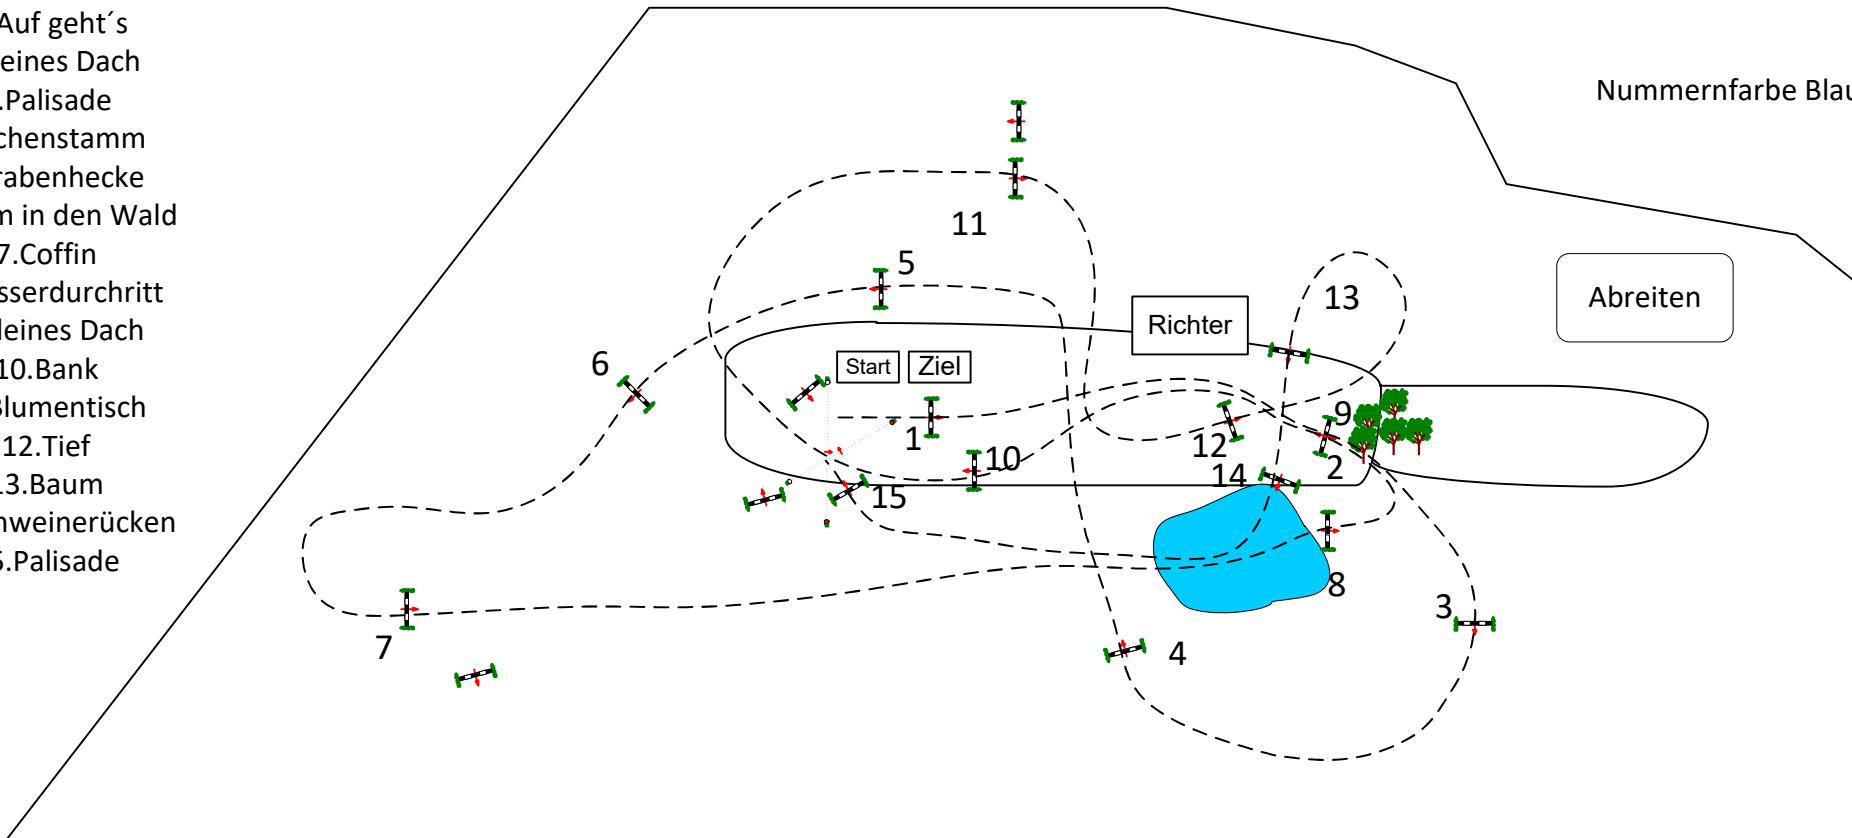 Auf geht´s
eines Dach
.Palisade
chenstamm
rabenhecke
m in den Wald
7.Coffin
sserdurchritt
leines Dach
10.Bank
Blumentisch
12.Tief
13.Baum
hweinerücken
5.Palisade
Nummernfarbe Blau
11
5
13
Abreiten
Richter
6
Start
Ziel
9
1
12
10
2
14
15
8
3
7
4